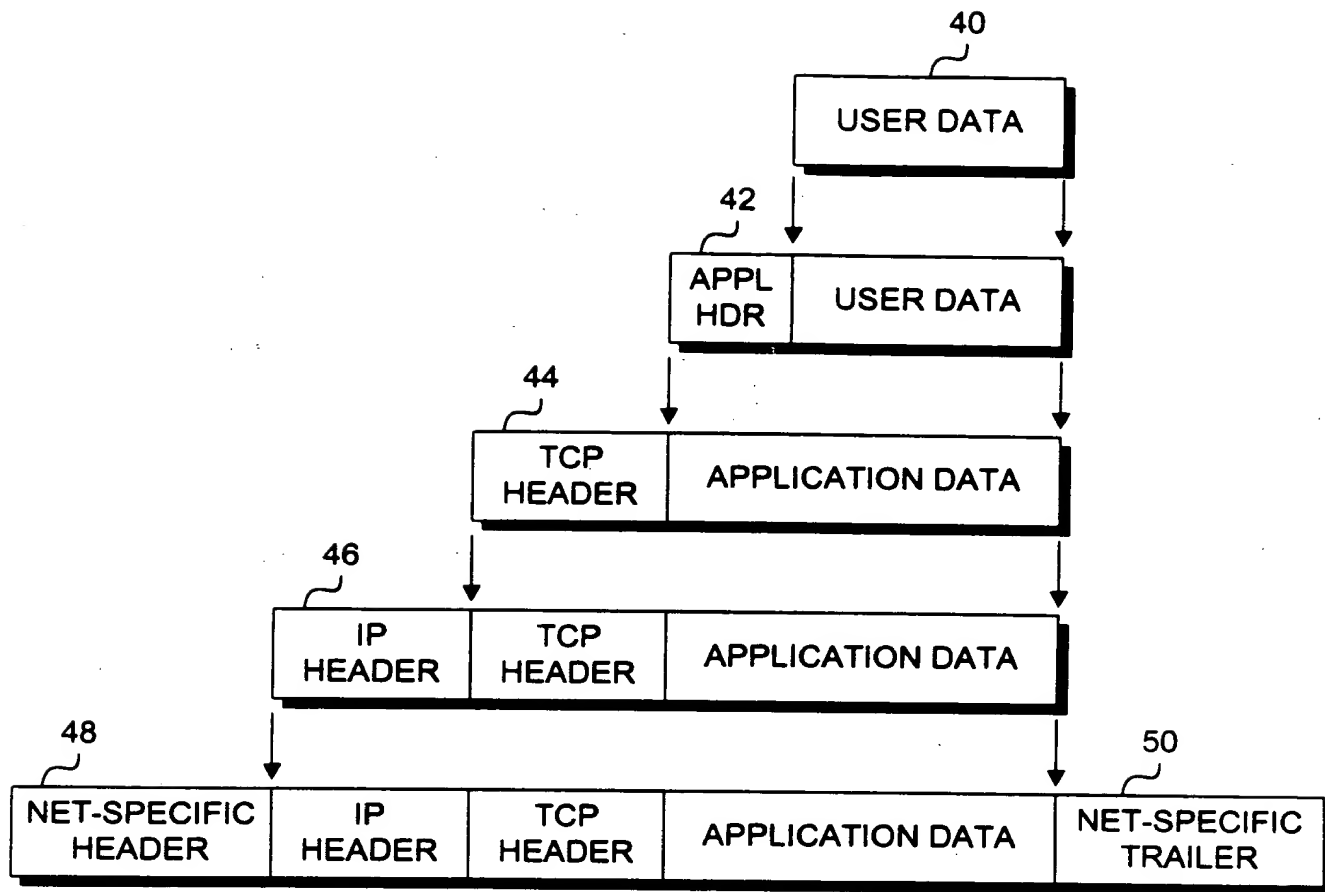 40
USER DATA
42
APPL
HDR
USER DATA
44
TCP
HEADER
APPLICATION DATA
46
IP
HEADER
TCP
HEADER
APPLICATION DATA
48
50
NET-SPECIFIC
HEADER
IP
HEADER
TCP
HEADER
APPLICATION DATA
NET-SPECIFIC
TRAILER